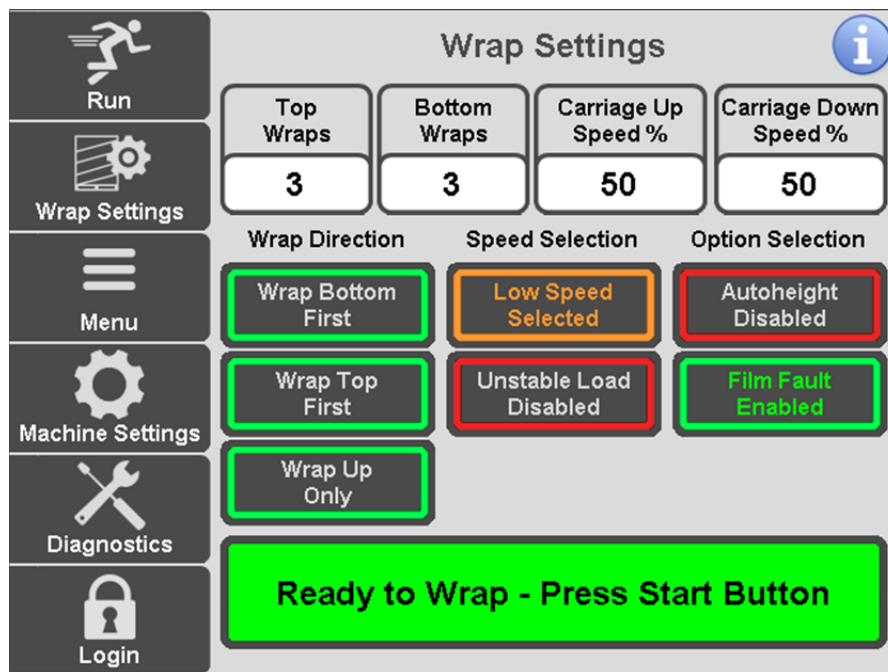 Wrap Settings
Run
Top
Wraps
3
Bottom
Wraps
3
Carriage Up
Speed %
50
Carriage Down
Speed %
50
Wrap Settings
Menu
Machine Settings
Diagnostics
Login
Wrap Direction
Wrap Bottom
First
Wrap Top
First
Wrap Up
Only
Speed Selection
Low Speed
Selected
Unstable Load
Disabled
Option Selection
Autoheight
Disabled
Film Fault
Enabled
Ready to Wrap - Press Start Button
i